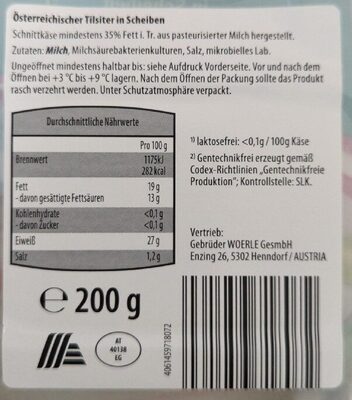 Österreichischer Tilsiter in Scheiben
Schnittkäse mindestens 35% Fett i. Tr. aus pasteurisierter Milch hergestellt.
Zutaten: Milch, Milchsäurebakterienkulturen, Salz, mikrobielles Lab.
Ungeöffnet mindestens haltbar bis: siehe Aufdruck Vorderseite. Vor und nach dem
Öffnen bei +3 °C bis +9 °C lagern. Nach dem Öffnen der Packung sollte das Produkt
rasch verzehrt werden. Unter Schutzatmosphäre verpackt.
Durchschnittliche Nährwerte
Pro 100 g
Brennwert 1175kJ
282 kcal
Fett 19 g
- davon gesättigte Fettsäuren 13 g
Kohlenhydrate <0,1 g
- davon Zucker <0,1 g
Eiweiß 27 g
Salz 1,2 g
1) laktosefrei: <0,1g / 100g Käse
2) Gentechnikfrei erzeugt gemäß
Codex-Richtlinien „Gentechnikfreie
Produktion"; Kontrollstelle: SLK.
Vertrieb:
Gebrüder WOERLE GesmbH
Enzing 26, 5302 Henndorf / AUSTRIA
e 200 g
AT
40138
EG
4061459718072